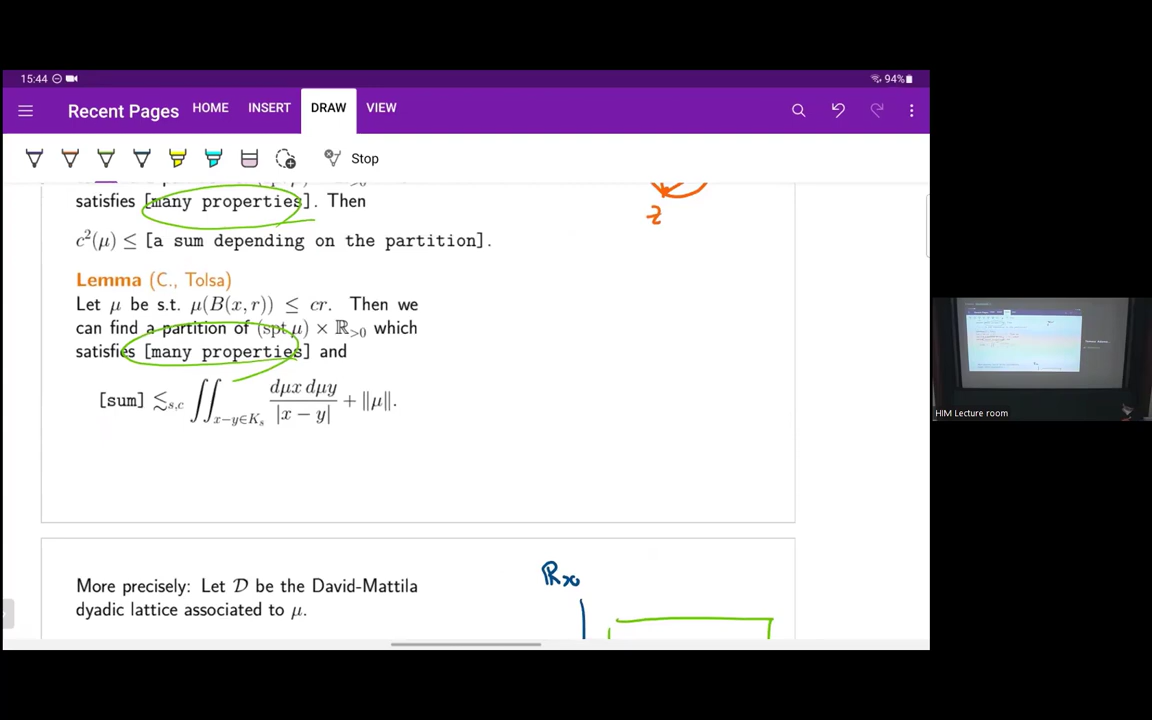 15:44
94%
Recent Pages HOME INSERT DRAW VIEW
Stop
satisfies [many properties]. Then
z
c²(μ) ≤ [a sum depending on the partition].
Lemma (C., Tolsa)
Let μ be s.t. μ(B(x, r)) ≤ cr. Then we
can find a partition of (spt μ) × ℝ>0 which
satisfies [many properties] and
[sum] ≲s,c ∬x−y∈Ks dμx dμy / |x − y| + ‖μ‖.
More precisely: Let 𝒟 be the David-Mattila
dyadic lattice associated to μ.
ℝ>0
HIM Lecture room